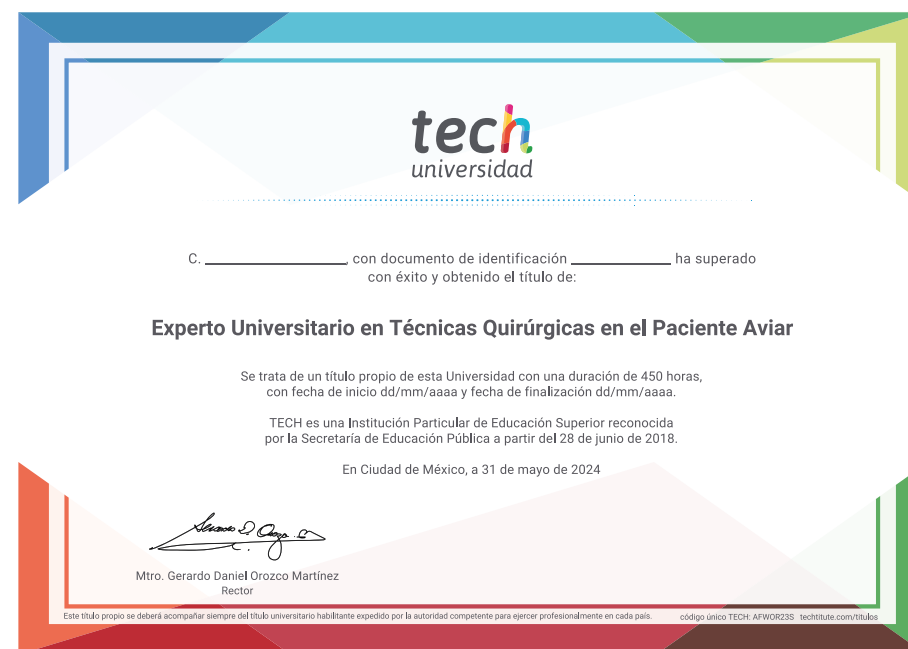 tech
universidad
C. ____________________, con documento de identificación ______________ ha superado
con éxito y obtenido el título de:
Experto Universitario en Técnicas Quirúrgicas en el Paciente Aviar
Se trata de un título propio de esta Universidad con una duración de 450 horas,
con fecha de inicio dd/mm/aaaa y fecha de finalización dd/mm/aaaa.
TECH es una Institución Particular de Educación Superior reconocida
por la Secretaría de Educación Pública a partir del 28 de junio de 2018.
En Ciudad de México, a 31 de mayo de 2024
Mtro. Gerardo Daniel Orozco Martínez
Rector
Este título propio se deberá acompañar siempre del título universitario habilitante expedido por la autoridad competente para ejercer profesionalmente en cada país. código único TECH: AFWOR23S techtitute.com/titulos